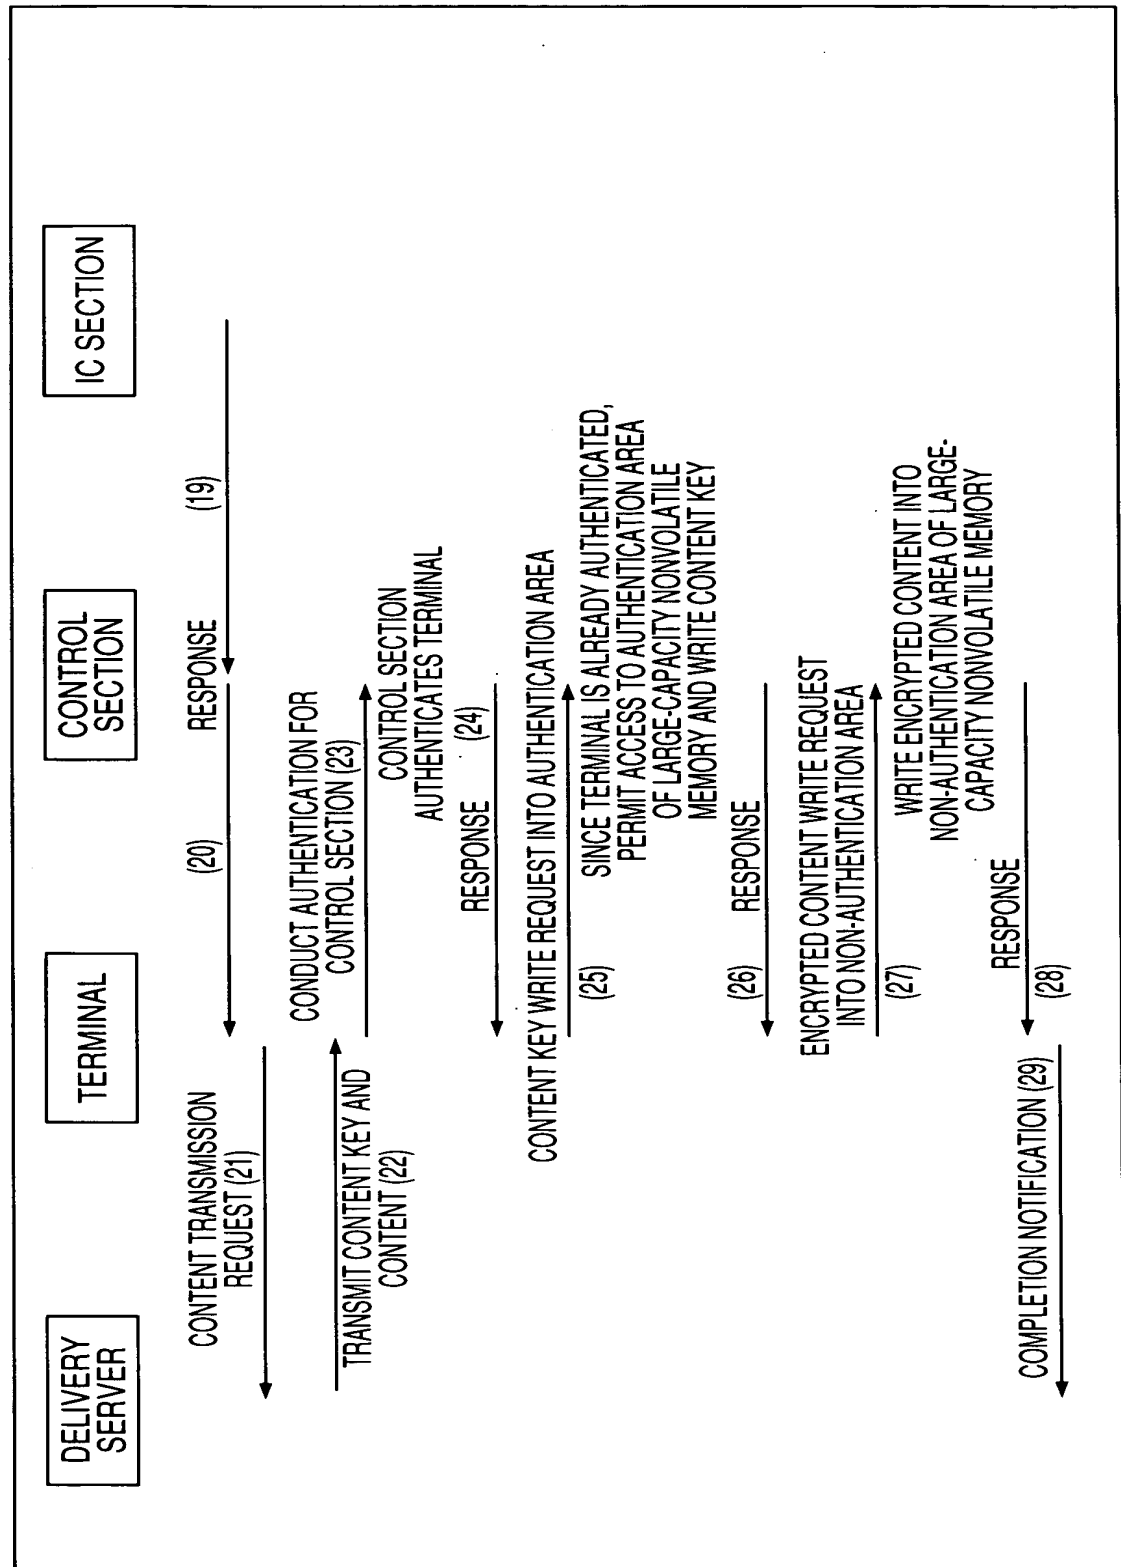 DELIVERY
SERVER
TERMINAL
CONTROL
SECTION
IC SECTION
(20)
RESPONSE
(19)
CONTENT TRANSMISSION
REQUEST (21)
CONDUCT AUTHENTICATION FOR
CONTROL SECTION (23)
TRANSMIT CONTENT KEY AND
CONTENT (22)
CONTROL SECTION
AUTHENTICATES TERMINAL
RESPONSE
(24)
CONTENT KEY WRITE REQUEST INTO AUTHENTICATION AREA
(25)
SINCE TERMINAL IS ALREADY AUTHENTICATED,
PERMIT ACCESS TO AUTHENTICATION AREA
OF LARGE-CAPACITY NONVOLATILE
MEMORY AND WRITE CONTENT KEY
(26)
RESPONSE
ENCRYPTED CONTENT WRITE REQUEST
INTO NON-AUTHENTICATION AREA
(27)
WRITE ENCRYPTED CONTENT INTO
NON-AUTHENTICATION AREA OF LARGE-
CAPACITY NONVOLATILE MEMORY
RESPONSE
(28)
COMPLETION NOTIFICATION (29)